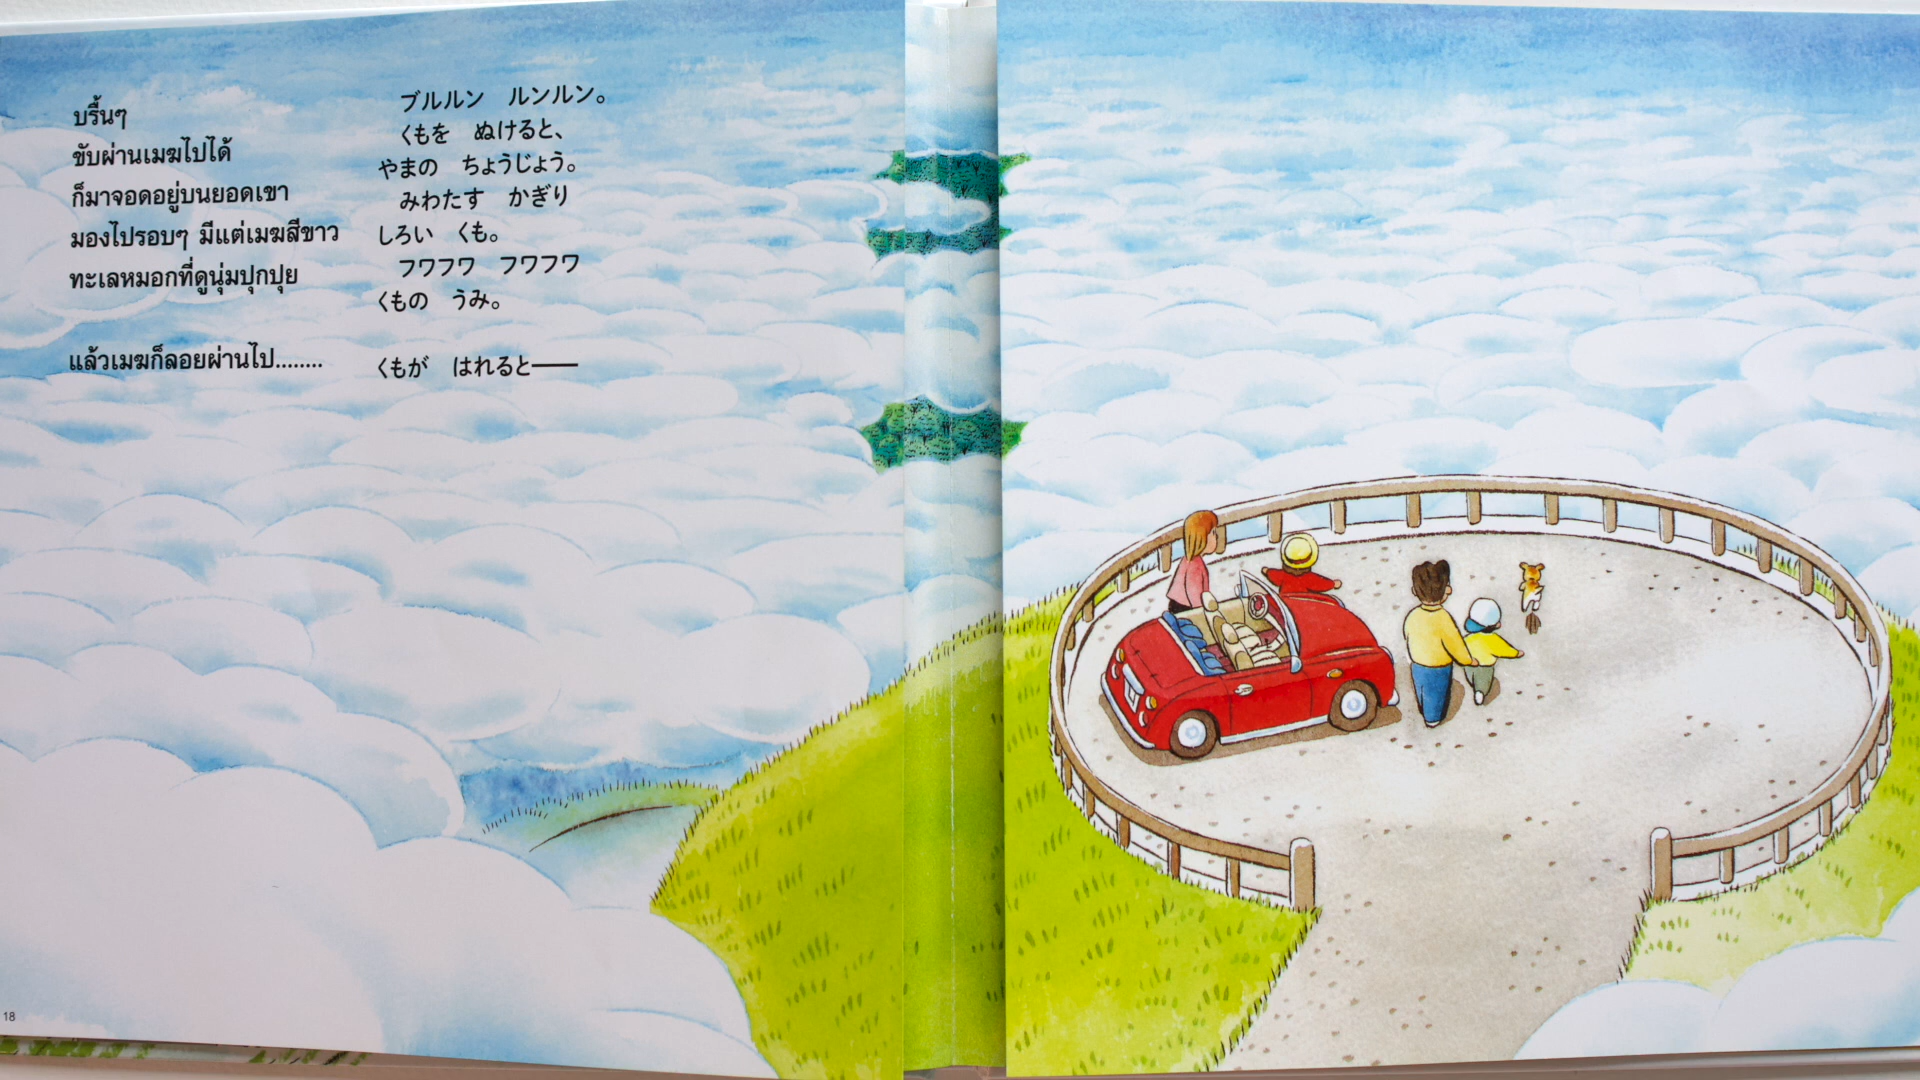 บรื้นๆ
ขับผ่านเมฆไปได้
ก็มาจอดอยู่บนยอดเขา
มองไปรอบๆ มีแต่เมฆสีขาว
ทะเลหมอกที่ดูนุ่มปุกปุย
แล้วเมฆก็ลอยผ่านไป........
ブルルン　ルンルン。
くもを　ぬけると、
やまの　ちょうじょう。
みわたす　かぎり
しろい　くも。
フワフワ　フワフワ
くもの　うみ。
くもが　はれると──
18